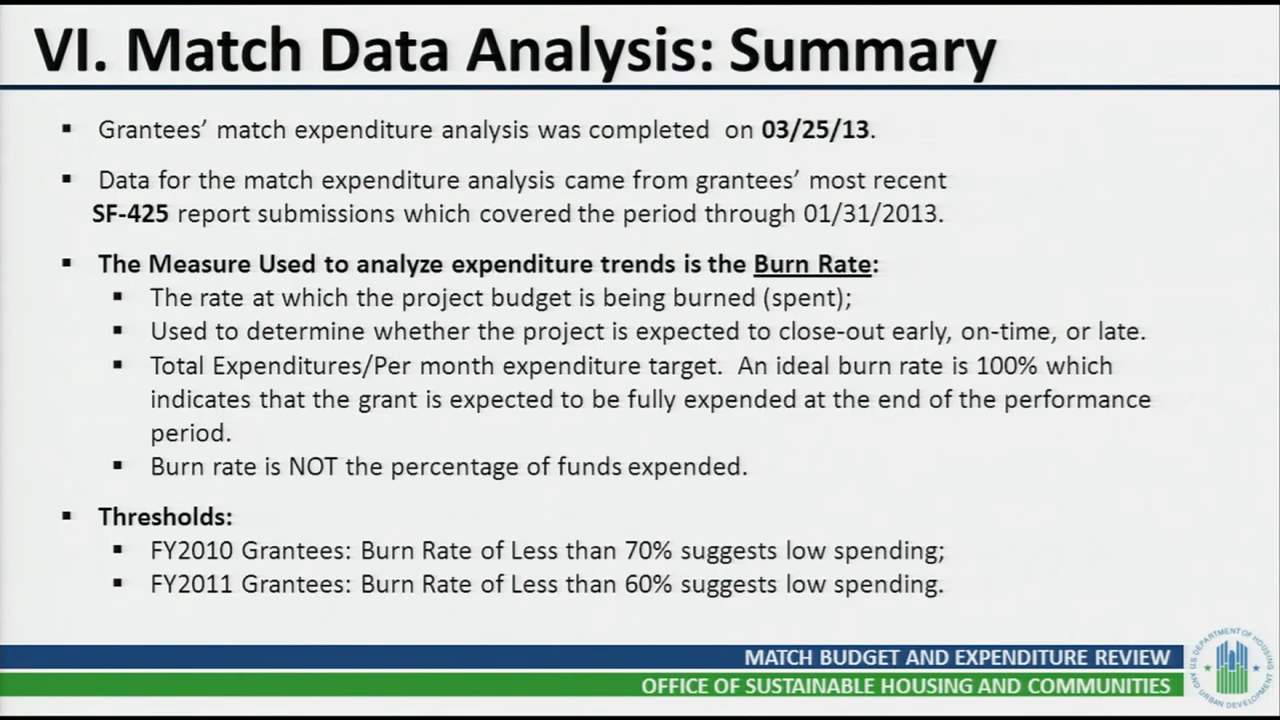 VI. Match Data Analysis: Summary
▪ Grantees’ match expenditure analysis was completed on 03/25/13.
▪ Data for the match expenditure analysis came from grantees’ most recent
SF-425 report submissions which covered the period through 01/31/2013.
▪ The Measure Used to analyze expenditure trends is the Burn Rate:
▪ The rate at which the project budget is being burned (spent);
▪ Used to determine whether the project is expected to close-out early, on-time, or late.
▪ Total Expenditures/Per month expenditure target. An ideal burn rate is 100% which
indicates that the grant is expected to be fully expended at the end of the performance
period.
▪ Burn rate is NOT the percentage of funds expended.
▪ Thresholds:
▪ FY2010 Grantees: Burn Rate of Less than 70% suggests low spending;
▪ FY2011 Grantees: Burn Rate of Less than 60% suggests low spending.
MATCH BUDGET AND EXPENDITURE REVIEW
OFFICE OF SUSTAINABLE HOUSING AND COMMUNITIES
U.S. DEPARTMENT OF HOUSING
AND URBAN DEVELOPMENT